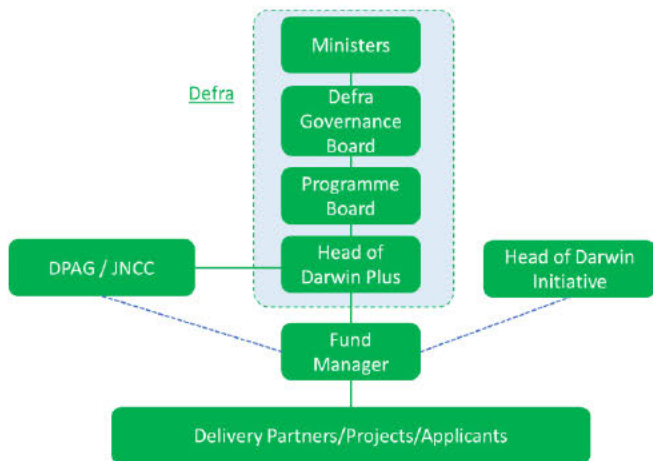 Ministers
Defra
Defra
Governance
Board
Programme
Board
DPAG / JNCC
Head of
Darwin Plus
Head of Darwin
Initiative
Fund
Manager
Delivery Partners/Projects/Applicants